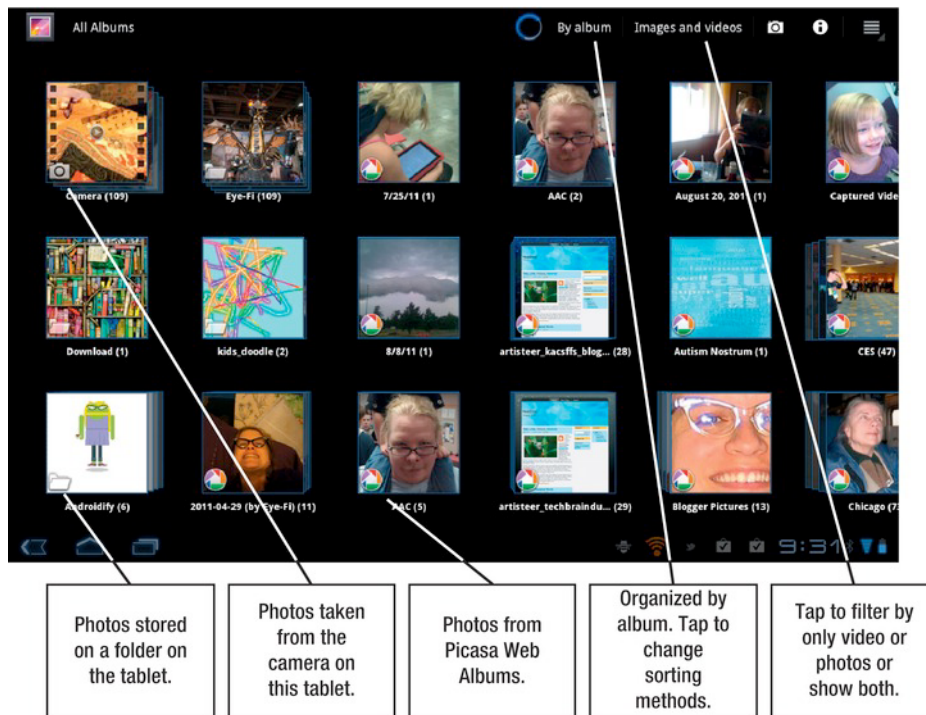 All Albums
By album
Images and videos
Camera (109)
Eye-Fi (109)
7/25/11 (1)
AAC (2)
August 20, 201 (1)
Captured Vide
Download (1)
kids_doodle (2)
8/8/11 (1)
artisteer_kacsffs_blog... (28)
Autism Nostrum (1)
CES (47)
Androidify (6)
2011-04-29 (by Eye-Fi) (11)
AAC (5)
artisteer_techbraindu... (29)
Blogger Pictures (13)
Chicago (7
9:31
Photos stored
on a folder on
the tablet.
Photos taken
from the
camera on
this tablet.
Photos from
Picasa Web
Albums.
Organized by
album. Tap to
change
sorting
methods.
Tap to filter by
only video or
photos or
show both.